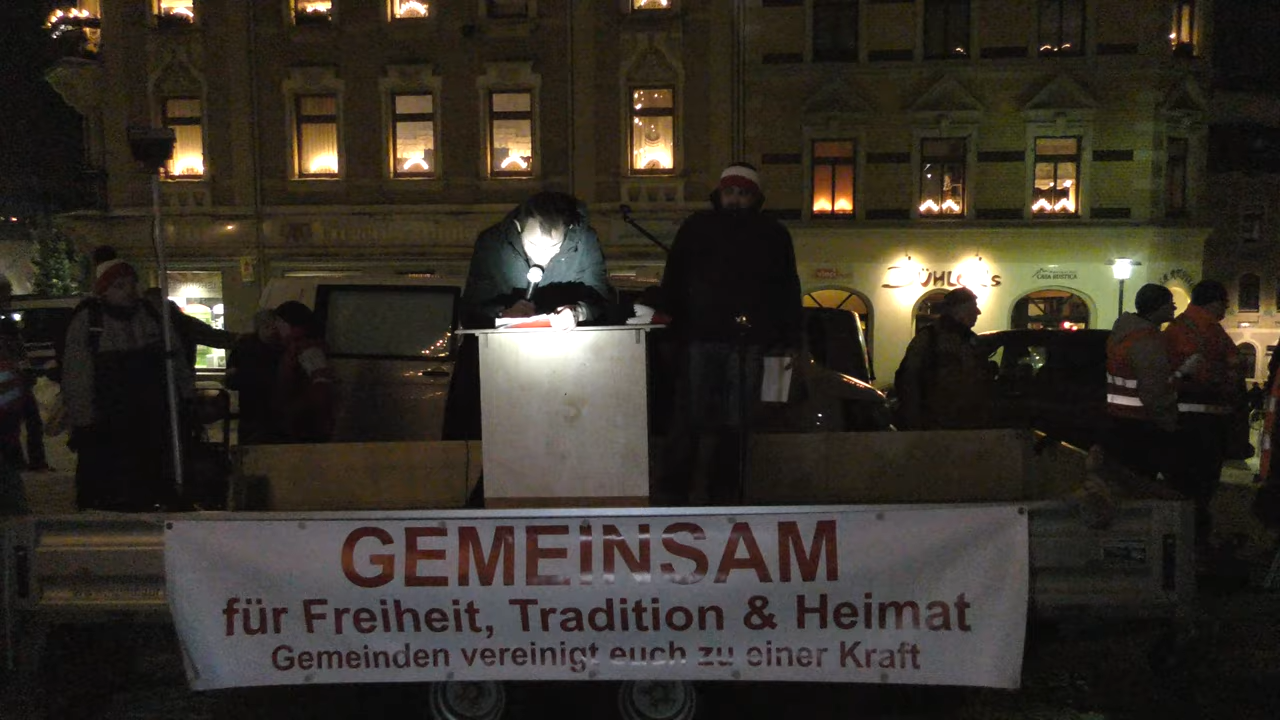 GEMEINSAM
für Freiheit, Tradition & Heimat
Gemeinden vereinigt euch zu einer Kraft